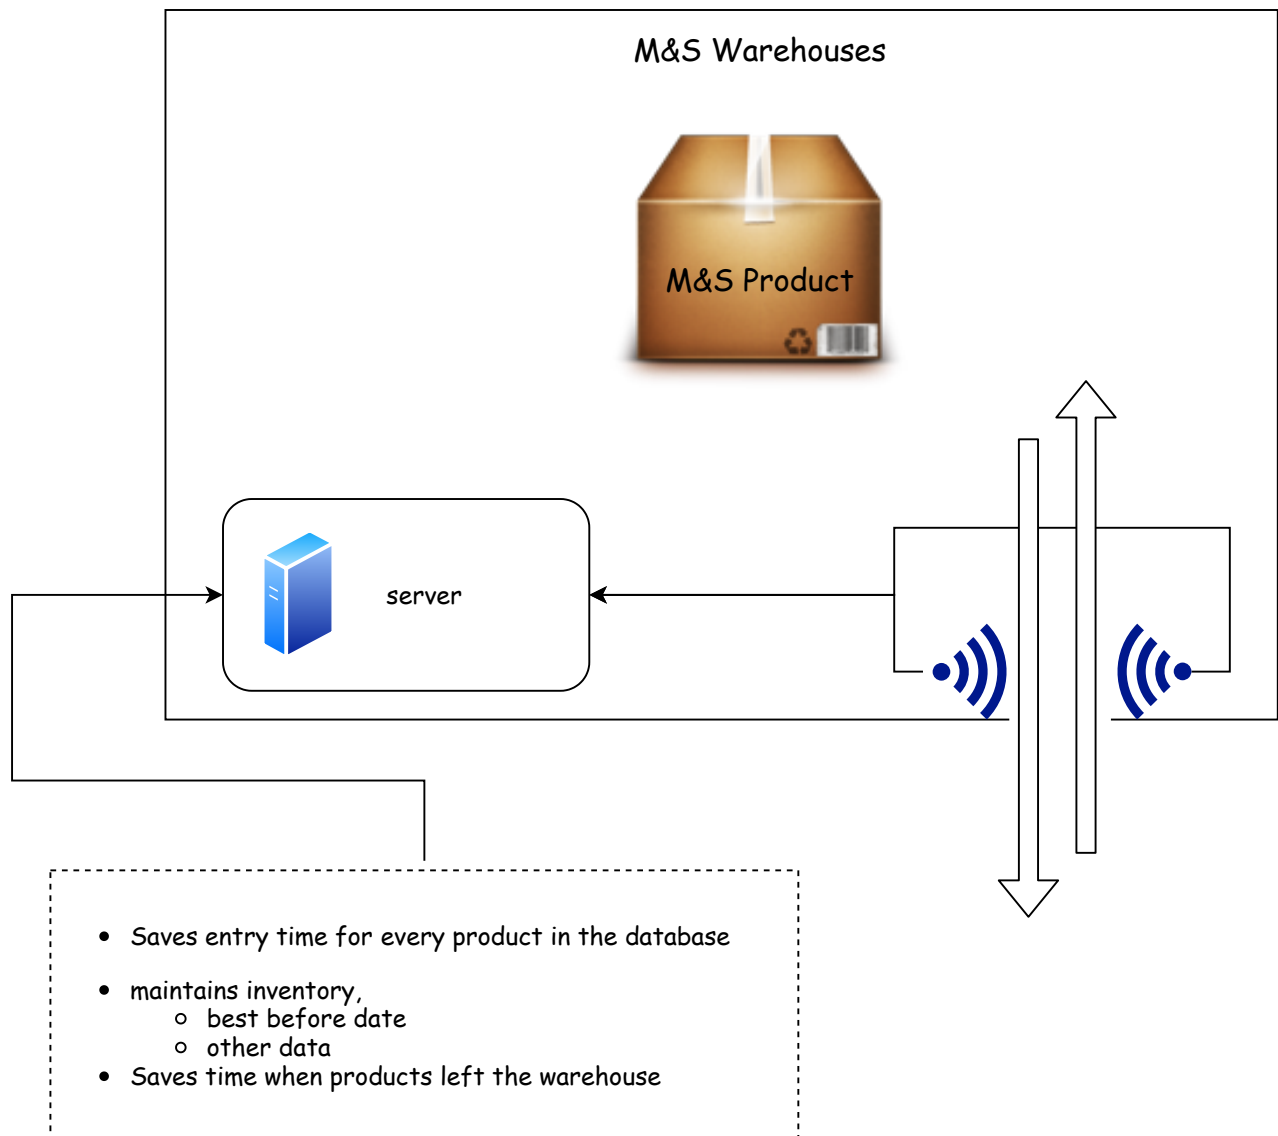 M&S Warehouses
M&S Product
server
Saves entry time for every product in the database
maintains inventory,
best before date
other data
Saves time when products left the warehouse